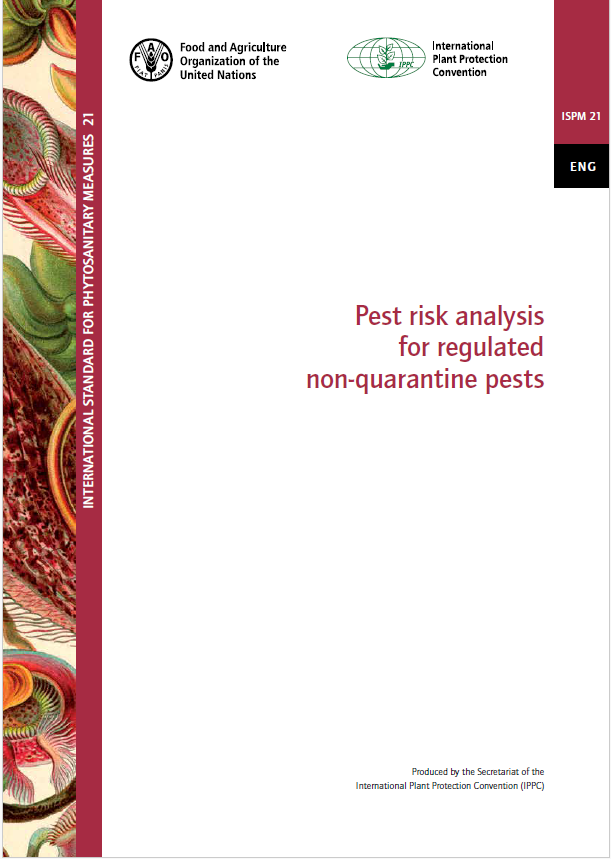 Food and Agriculture
Organization of the
United Nations
F A O
FIAT PANIS
International
Plant Protection
Convention
IPPC
ISPM 21
ENG
INTERNATIONAL STANDARD FOR PHYTOSANITARY MEASURES 21
Pest risk analysis
for regulated
non-quarantine pests
Produced by the Secretariat of the
International Plant Protection Convention (IPPC)